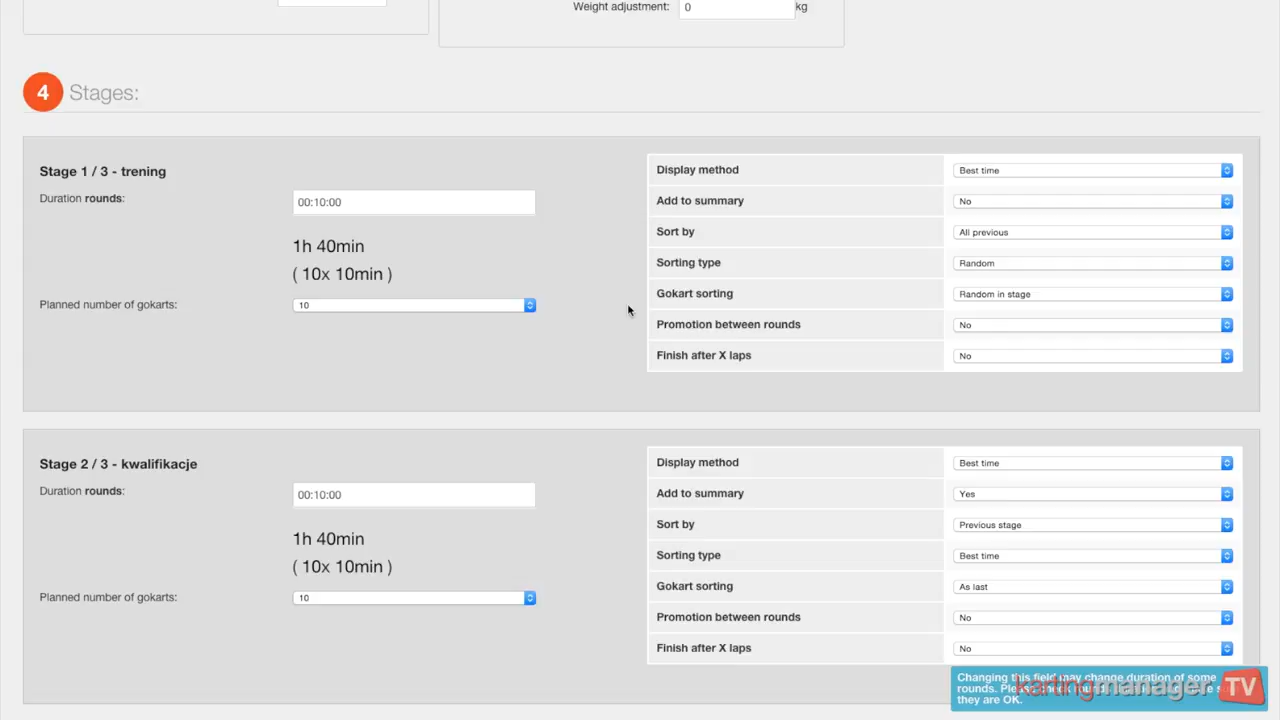 Weight adjustment: 0 kg
4 Stages:
Stage 1 / 3 - trening
Duration rounds: 00:10:00
1h 40min
( 10x 10min )
Planned number of gokarts: 10
Display method Best time
Add to summary No
Sort by All previous
Sorting type Random
Gokart sorting Random in stage
Promotion between rounds No
Finish after X laps No
Stage 2 / 3 - kwalifikacje
Duration rounds: 00:10:00
1h 40min
( 10x 10min )
Planned number of gokarts: 10
Display method Best time
Add to summary Yes
Sort by Previous stage
Sorting type Best time
Gokart sorting As last
Promotion between rounds No
Finish after X laps No
Changing this field may change duration of some
rounds.
they are OK.
kartingmanager TV